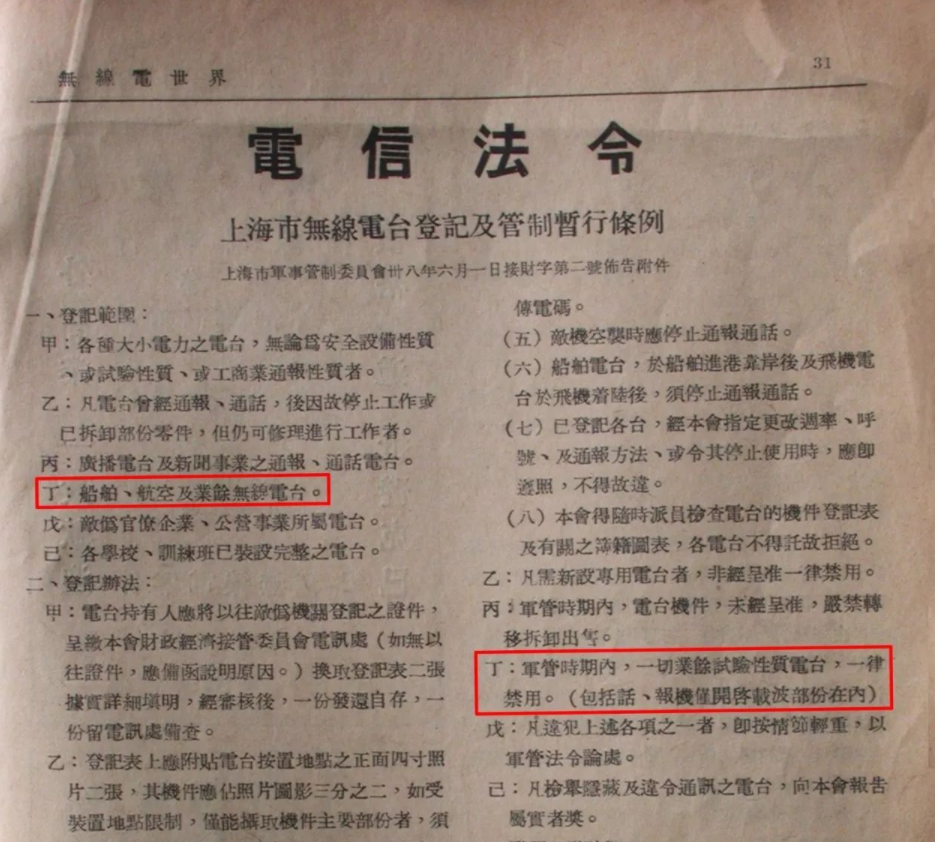 無線電世界
31
電信法令
上海市無線電台登記及管制暫行條例
上海市軍事管制委員會卅八年六月一日接財字第二號佈告附件
一、登記範圍：
甲：各種大小電力之電台，無論爲安全設備性質
、或試驗性質、或工商業通報性質者。
乙：凡電台曾經通報、通話，後因故停止工作或
已拆卸部份零件，但仍可修理進行工作者。
丙：廣播電台及新聞事業之通報、通話電台。
丁：船舶、航空及業餘無線電台。
戊：敵僞官僚企業、公營事業所屬電台。
己：各學校、訓練班已裝設完整之電台。
二、登記辦法：
甲：電台持有人應將以往敵僞機關登記之證件，
呈繳本會財政經濟接管委員會電訊處（如無以
往證件，應備函說明原因。）換取登記表二張
據實詳細填明，經審核後，一份發還自存，一
份留電訊處備查。
乙：登記表上應附貼電台按置地點之正面四寸照
片二張，其機件應佔照片圖影三分之二，如受
裝置地點限制，僅能攝取機件主要部份者，須
傳電碼。
（五）敵機空襲時應停止通報通話。
（六）船舶電台，於船舶進港靠岸後及飛機電
台於飛機着陸後，須停止通報通話。
（七）已登記各台，經本會指定更改週率、呼
號、及通報方法、或令其停止使用時，應卽
遵照，不得故違。
（八）本會得隨時派員檢查電台的機件登記表
及有關之簿籍圖表，各電台不得託故拒絕。
乙：凡需新設專用電台者，非經呈准一律禁用。
丙：軍管時期內，電台機件，未經呈准，嚴禁轉
移拆卸出售。
丁：軍管時期內，一切業餘試驗性質電台，一律
禁用。（包括話、報機僅開啓載波部份在內）
戊：凡違犯上述各項之一者，卽按情節輕重，以
軍管法令論處。
己：凡檢舉隱藏及違令通訊之電台，向本會報告
屬實者獎。